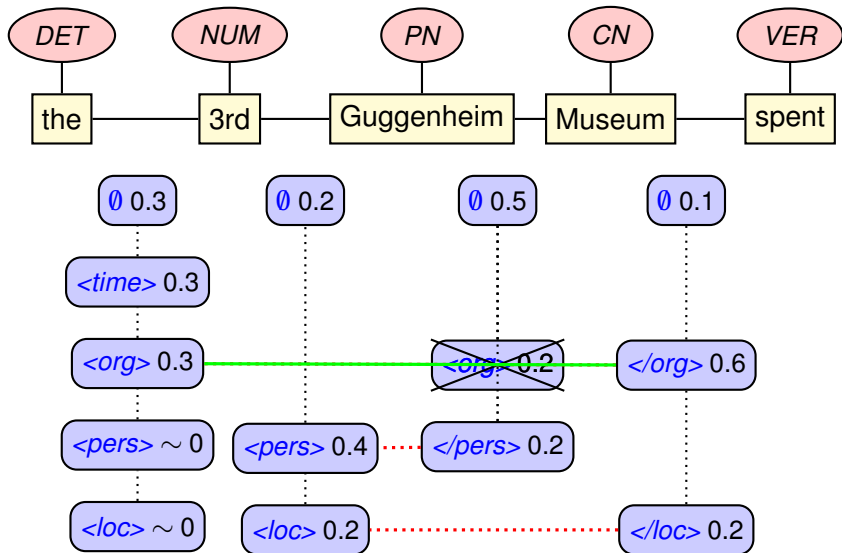 DET NUM PN CN VER
the 3rd Guggenheim Museum spent
∅ 0.3 ∅ 0.2 ∅ 0.5 ∅ 0.1
<time> 0.3
<org> 0.3 <org> 0.2 </org> 0.6
<pers> ∼ 0 <pers> 0.4 </pers> 0.2
<loc> ∼ 0 <loc> 0.2 </loc> 0.2